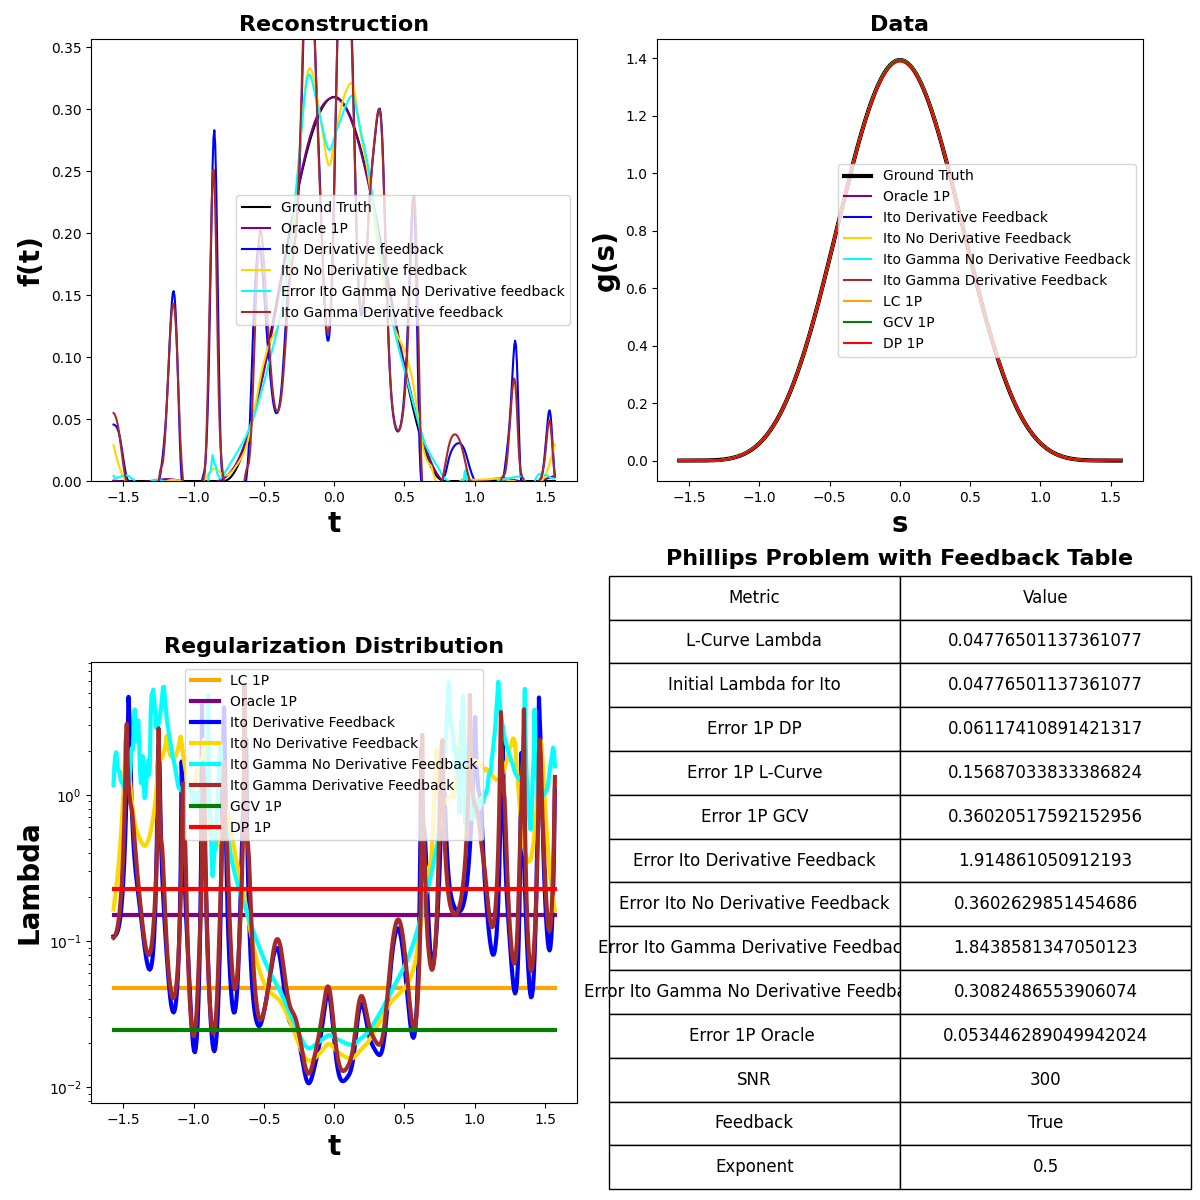 Reconstruction
0.35
0.30
0.25
0.20
0.15
0.10
0.05
0.00
f(t)
Ground Truth
Oracle 1P
Ito Derivative feedback
Ito No Derivative feedback
Error Ito Gamma No Derivative feedback
Ito Gamma Derivative feedback
−1.5 −1.0 −0.5 0.0 0.5 1.0 1.5
t
Data
1.4
1.2
1.0
0.8
0.6
0.4
0.2
0.0
g(s)
Ground Truth
Oracle 1P
Ito Derivative Feedback
Ito No Derivative Feedback
Ito Gamma No Derivative Feedback
Ito Gamma Derivative Feedback
LC 1P
GCV 1P
DP 1P
−1.5 −1.0 −0.5 0.0 0.5 1.0 1.5
s
Regularization Distribution
10⁰
10⁻¹
10⁻²
Lambda
LC 1P
Oracle 1P
Ito Derivative Feedback
Ito No Derivative Feedback
Ito Gamma No Derivative Feedback
Ito Gamma Derivative Feedback
GCV 1P
DP 1P
−1.5 −1.0 −0.5 0.0 0.5 1.0 1.5
t
Phillips Problem with Feedback Table
Metric Value
L-Curve Lambda 0.04776501137361077
Initial Lambda for Ito 0.04776501137361077
Error 1P DP 0.06117410891421317
Error 1P L-Curve 0.15687033833386824
Error 1P GCV 0.36020517592152956
Error Ito Derivative Feedback 1.914861050912193
Error Ito No Derivative Feedback 0.3602629851454686
Error Ito Gamma Derivative Feedbac 1.8438581347050123
Error Ito Gamma No Derivative Feedba 0.3082486553906074
Error 1P Oracle 0.053446289049942024
SNR 300
Feedback True
Exponent 0.5